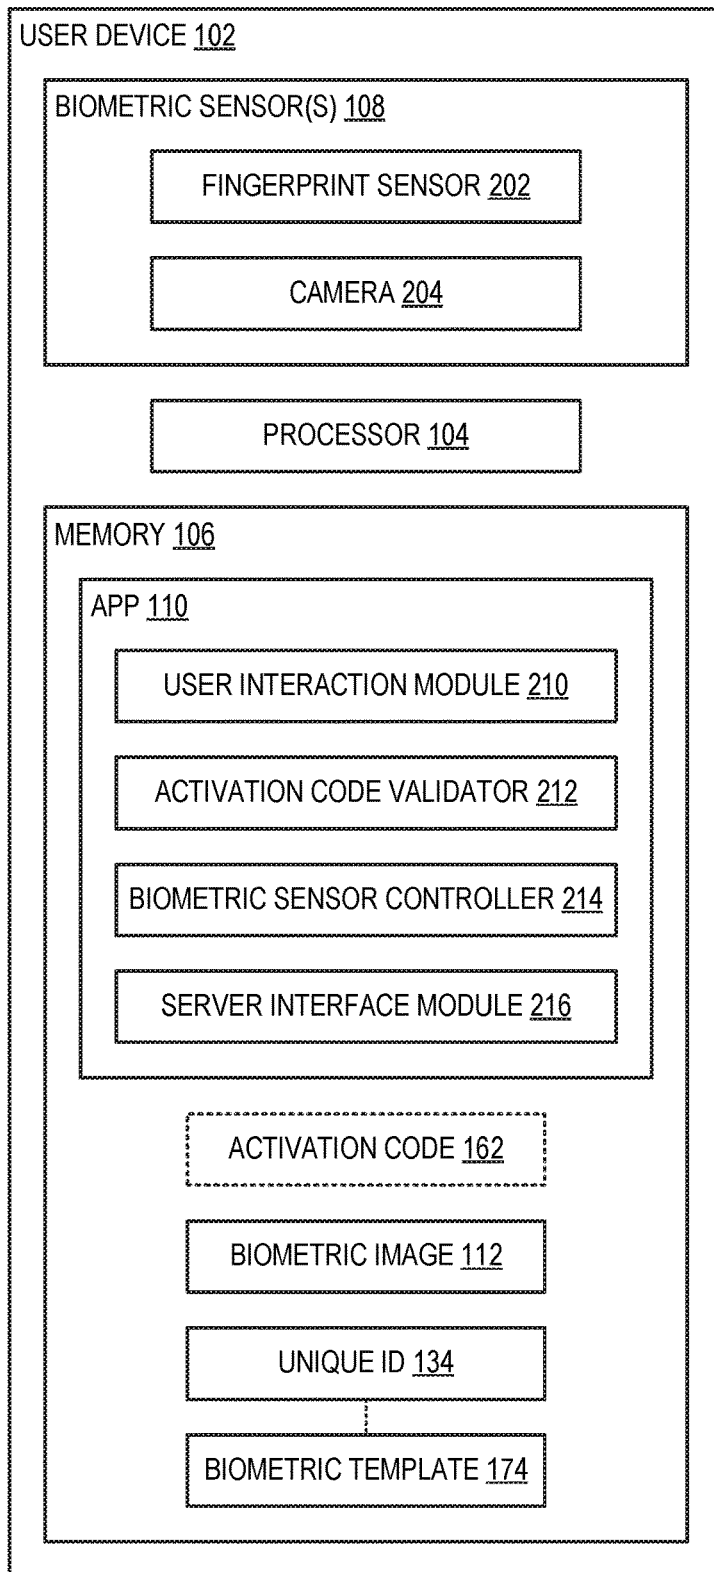 USER DEVICE 102
BIOMETRIC SENSOR(S) 108
FINGERPRINT SENSOR 202
CAMERA 204
PROCESSOR 104
MEMORY 106
APP 110
USER INTERACTION MODULE 210
ACTIVATION CODE VALIDATOR 212
BIOMETRIC SENSOR CONTROLLER 214
SERVER INTERFACE MODULE 216
ACTIVATION CODE 162
BIOMETRIC IMAGE 112
UNIQUE ID 134
BIOMETRIC TEMPLATE 174